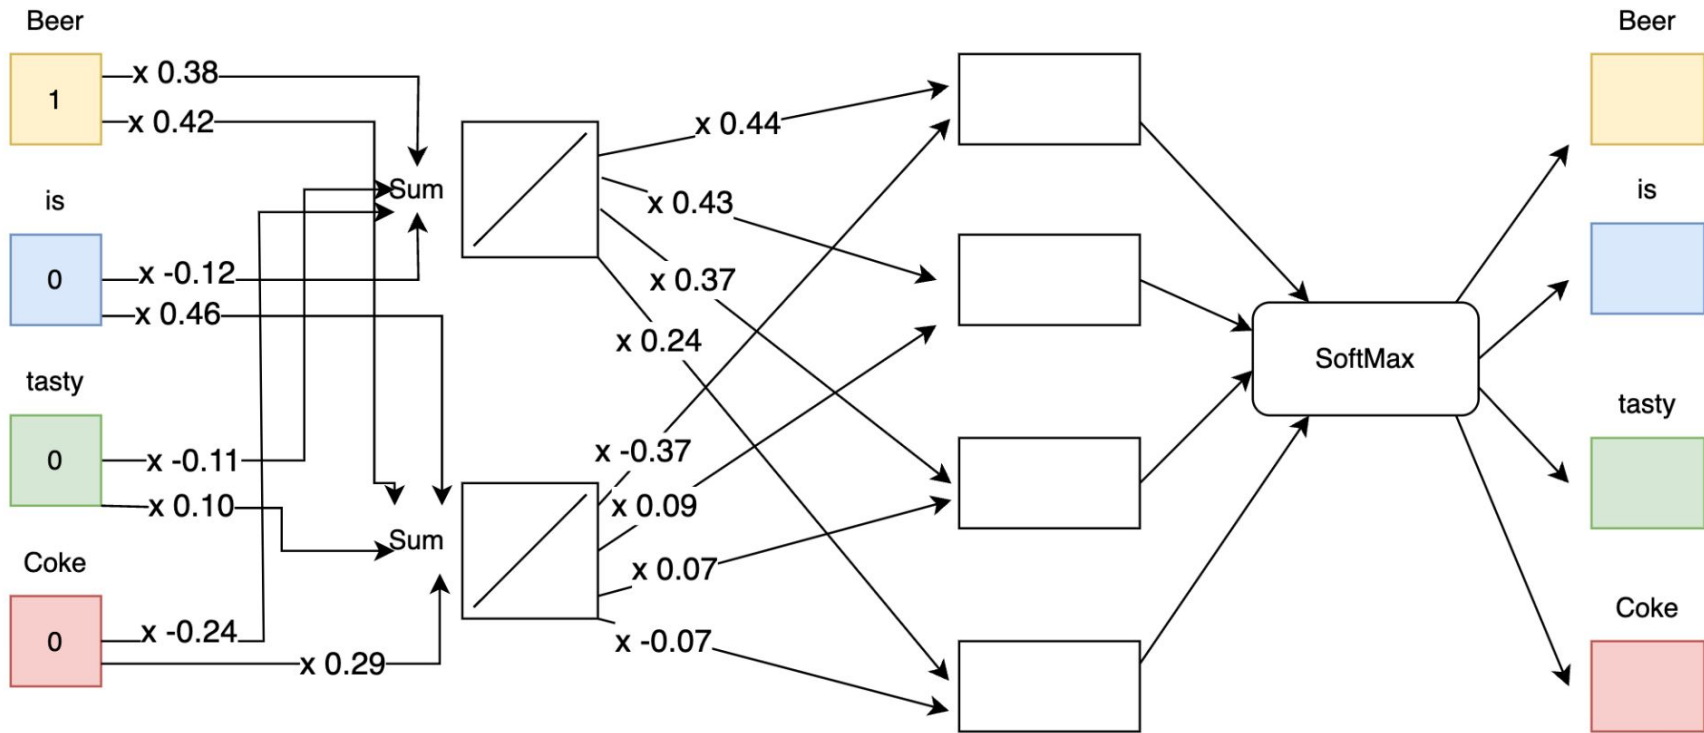 Beer
1
x 0.38
x 0.42
Sum
is
0
x -0.12
x 0.46
tasty
0
x -0.11
x 0.10
Sum
Coke
0
x -0.24
x 0.29
x 0.44
x 0.43
x 0.37
x 0.24
x -0.37
x 0.09
x 0.07
x -0.07
SoftMax
Beer
is
tasty
Coke